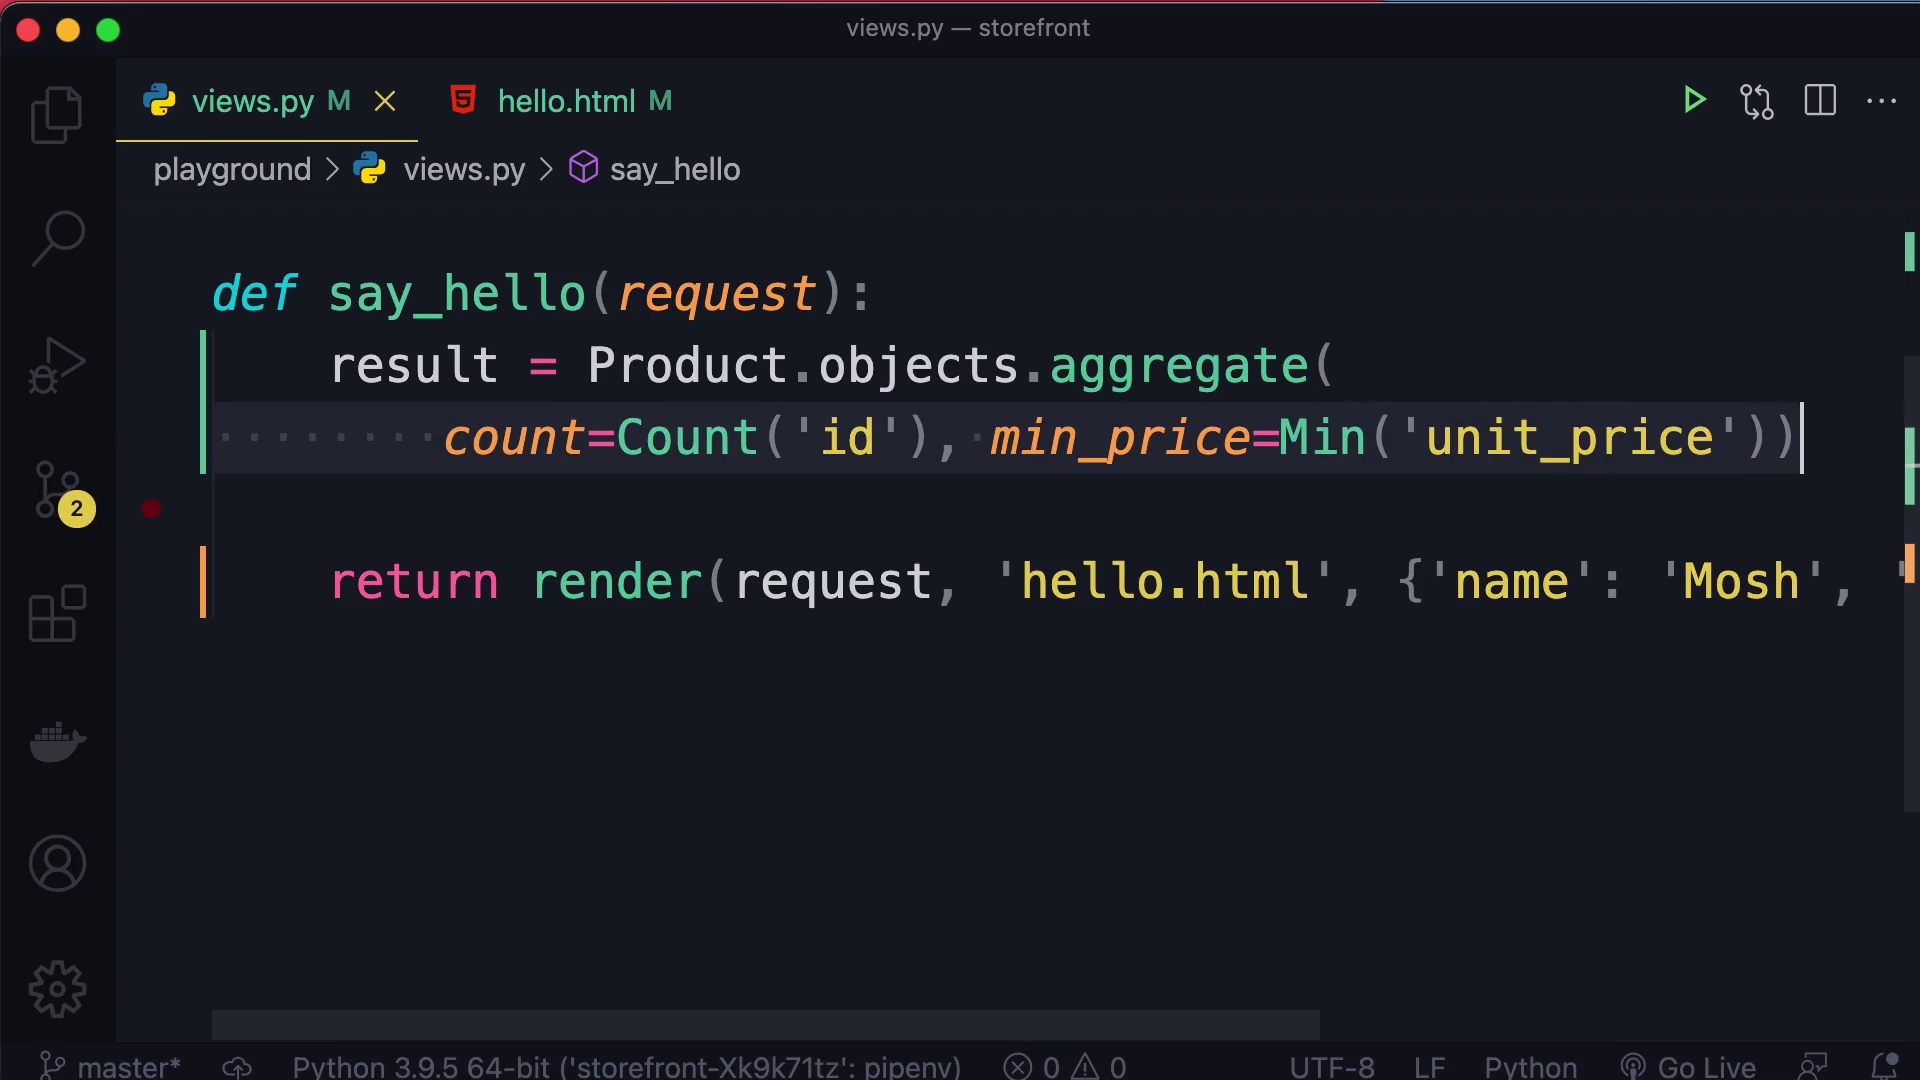 views.py — storefront
views.py M hello.html M
playground > views.py > say_hello
def say_hello(request):
result = Product.objects.aggregate(
count=Count('id'), min_price=Min('unit_price'))
2
return render(request, 'hello.html', {'name': 'Mosh', '
master* Python 3.9.5 64-bit ('storefront-Xk9k71tz': pipenv) 0 0 UTF-8 LF Python Go Live